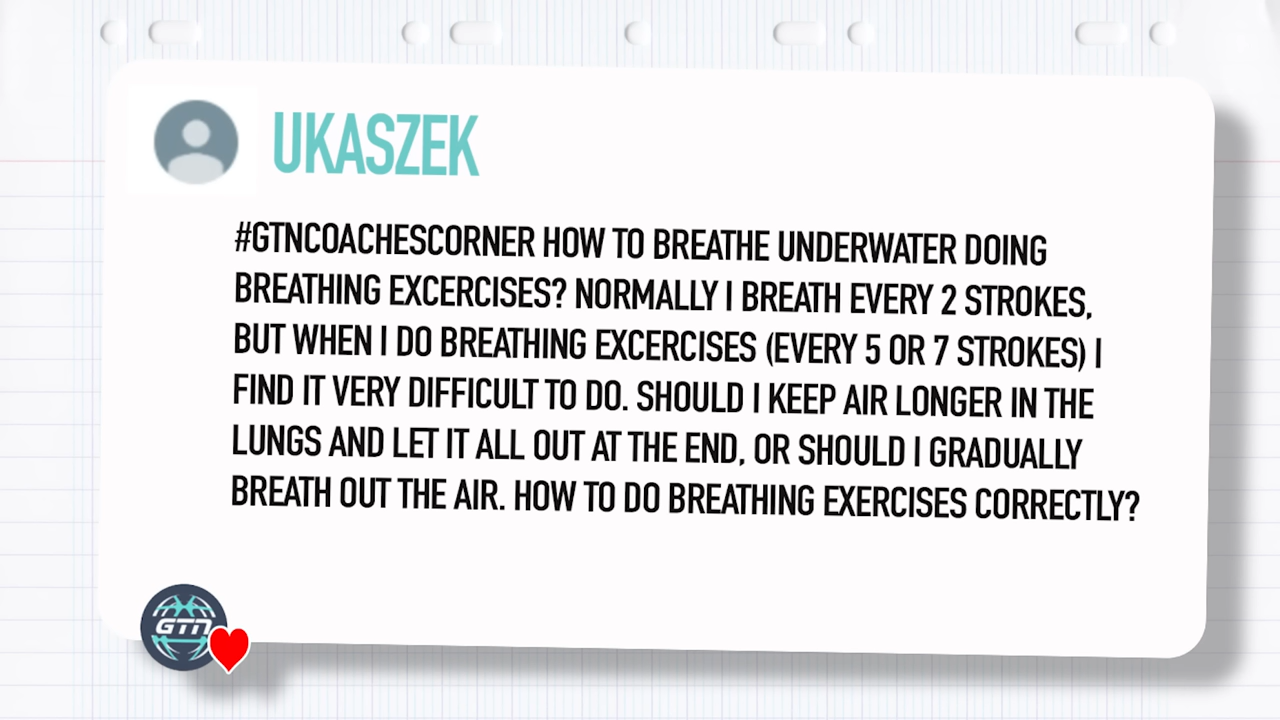 UKASZEK
#GTNCOACHESCORNER HOW TO BREATHE UNDERWATER DOING
BREATHING EXCERCISES? NORMALLY I BREATH EVERY 2 STROKES,
BUT WHEN I DO BREATHING EXCERCISES (EVERY 5 OR 7 STROKES) I
FIND IT VERY DIFFICULT TO DO. SHOULD I KEEP AIR LONGER IN THE
LUNGS AND LET IT ALL OUT AT THE END, OR SHOULD I GRADUALLY
BREATH OUT THE AIR. HOW TO DO BREATHING EXERCISES CORRECTLY?
GTN